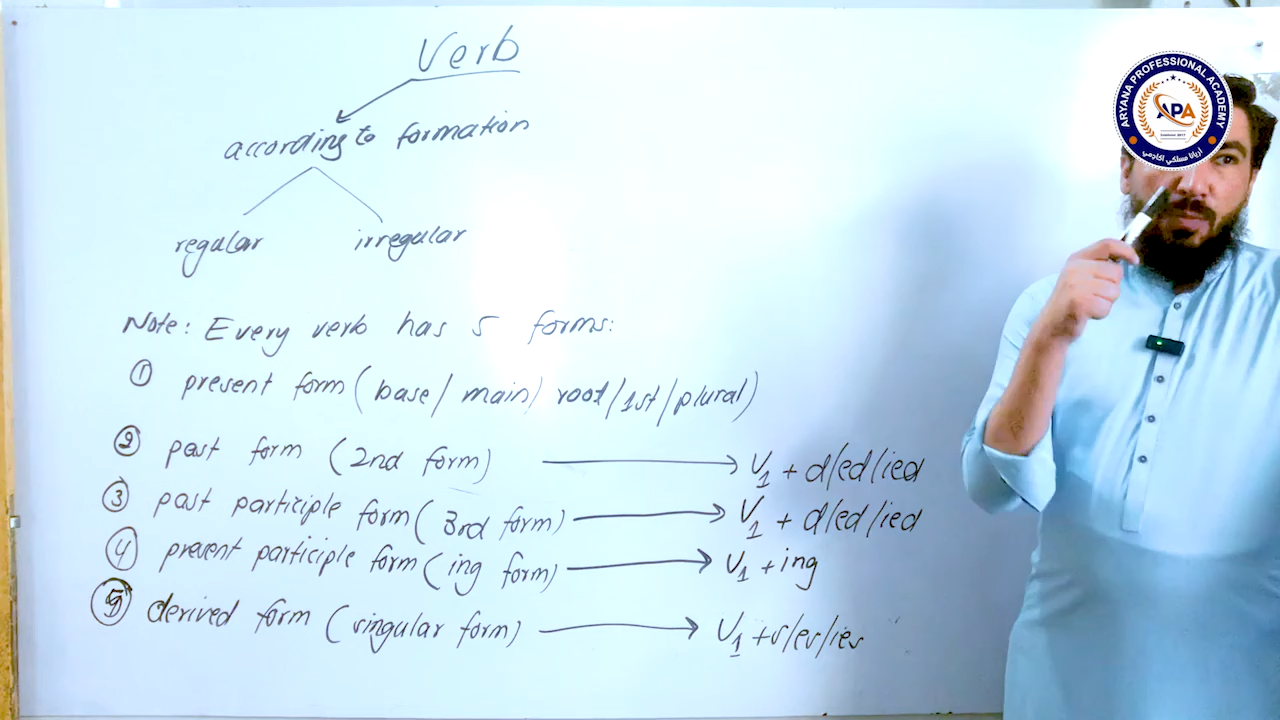 Verb
according to formation
regular irregular
Note: Every verb has 5 forms:
① present form (base/ main/ root/1st/plural)
② past form (2nd form) → V1 + d/ed/ied
③ past participle form (3rd form) → V1 + d/ed/ied
④ present participle form (ing form) → V1 + ing
⑤ derived form (singular form) → V1 + s/es/ies
ARYANA PROFESSIONAL ACADEMY
APA
آریانا مسلکي اکاډمي